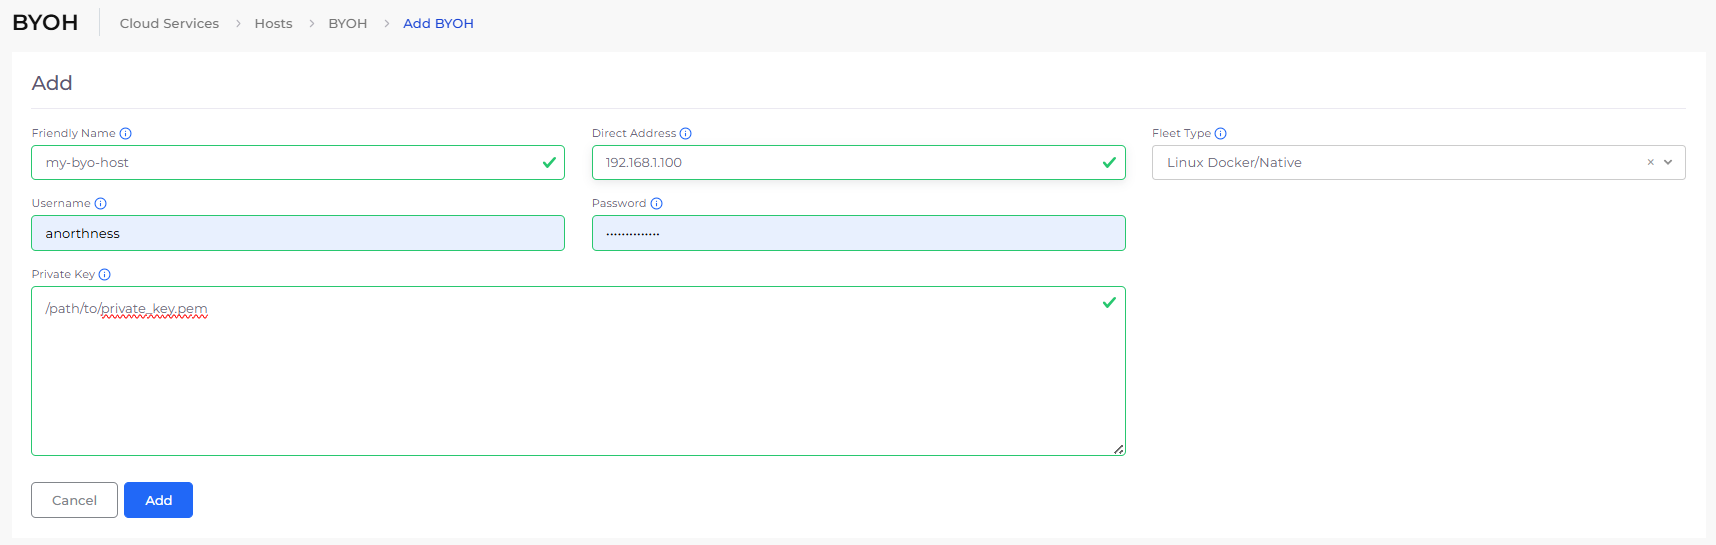 BYOH Cloud Services > Hosts > BYOH > Add BYOH
Add
Friendly Name Direct Address Fleet Type
my-byo-host 192.168.1.100 Linux Docker/Native ×
Username Password
anorthness ··············
Private Key
/path/to/private_key.pem
Cancel Add